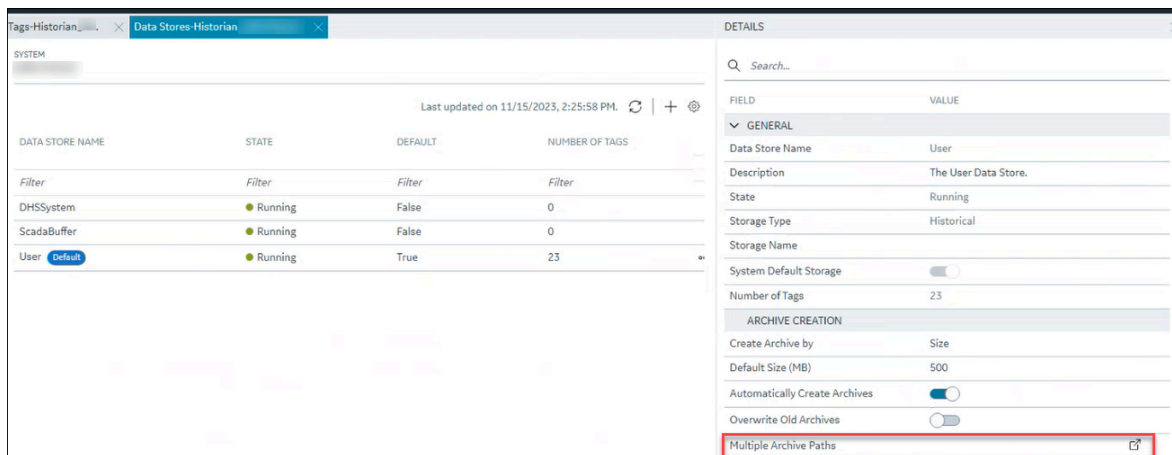 Tags-Historian_
Data Stores-Historian
SYSTEM
Last updated on 11/15/2023, 2:25:58 PM.
DATA STORE NAME STATE DEFAULT NUMBER OF TAGS
Filter Filter Filter Filter
DHSSystem Running False 0
ScadaBuffer Running False 0
User Default Running True 23
DETAILS
Search...
FIELD VALUE
GENERAL
Data Store Name User
Description The User Data Store.
State Running
Storage Type Historical
Storage Name
System Default Storage
Number of Tags 23
ARCHIVE CREATION
Create Archive by Size
Default Size (MB) 500
Automatically Create Archives
Overwrite Old Archives
Multiple Archive Paths